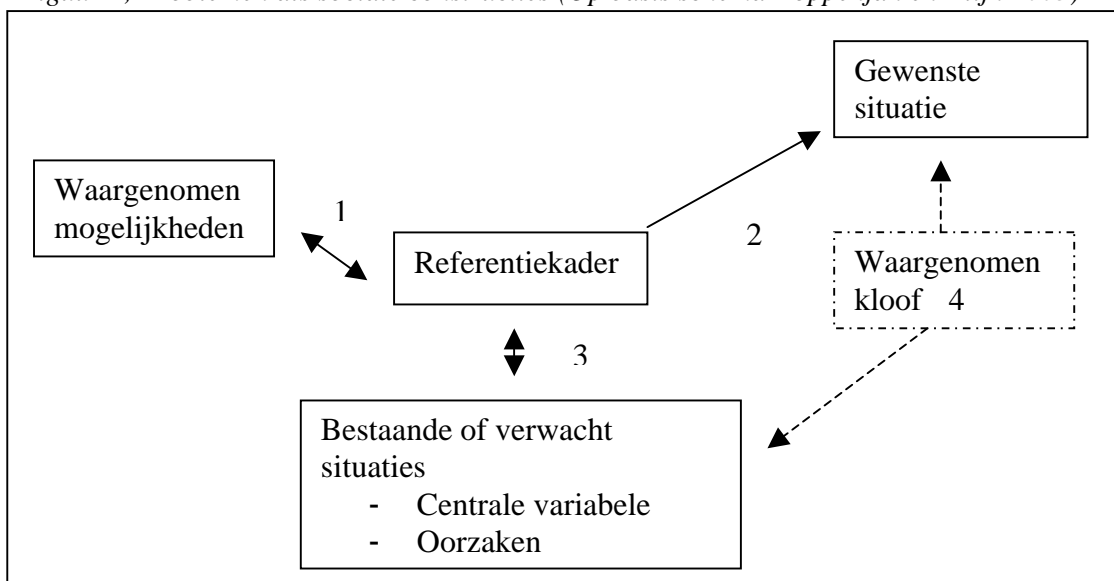 Gewenste
situatie
Waargenomen
mogelijkheden
1
2
Referentiekader
Waargenomen
kloof 4
3
Bestaande of verwacht
situaties
- Centrale variabele
- Oorzaken